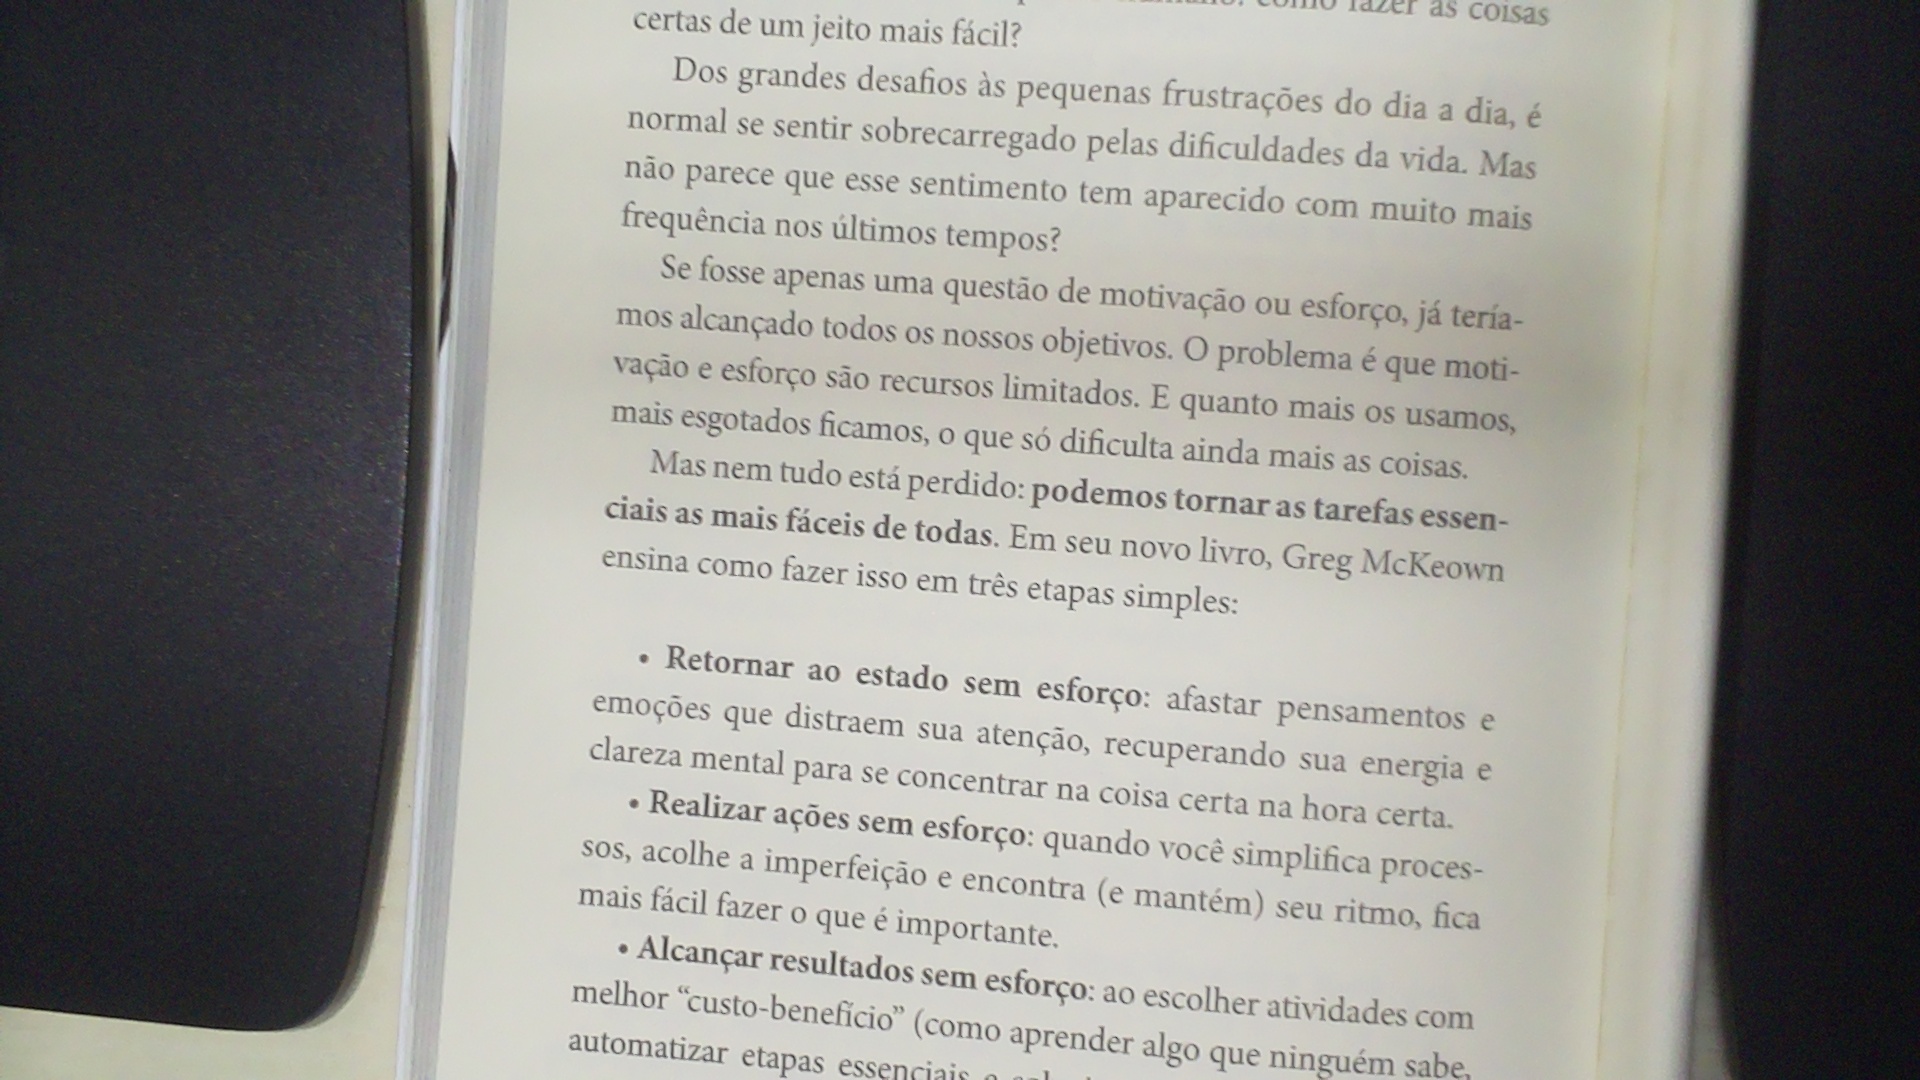 como fazer as coisas
certas de um jeito mais fácil?
Dos grandes desafios às pequenas frustrações do dia a dia, é
normal se sentir sobrecarregado pelas dificuldades da vida. Mas
não parece que esse sentimento tem aparecido com muito mais
frequência nos últimos tempos?
Se fosse apenas uma questão de motivação ou esforço, já tería-
mos alcançado todos os nossos objetivos. O problema é que moti-
vação e esforço são recursos limitados. E quanto mais os usamos,
mais esgotados ficamos, o que só dificulta ainda mais as coisas.
Mas nem tudo está perdido: podemos tornar as tarefas essen-
ciais as mais fáceis de todas. Em seu novo livro, Greg McKeown
ensina como fazer isso em três etapas simples:
• Retornar ao estado sem esforço: afastar pensamentos e
emoções que distraem sua atenção, recuperando sua energia e
clareza mental para se concentrar na coisa certa na hora certa.
• Realizar ações sem esforço: quando você simplifica proces-
sos, acolhe a imperfeição e encontra (e mantém) seu ritmo, fica
mais fácil fazer o que é importante.
• Alcançar resultados sem esforço: ao escolher atividades com
melhor “custo-benefício” (como aprender algo que ninguém sabe,
automatizar etapas essenciais e